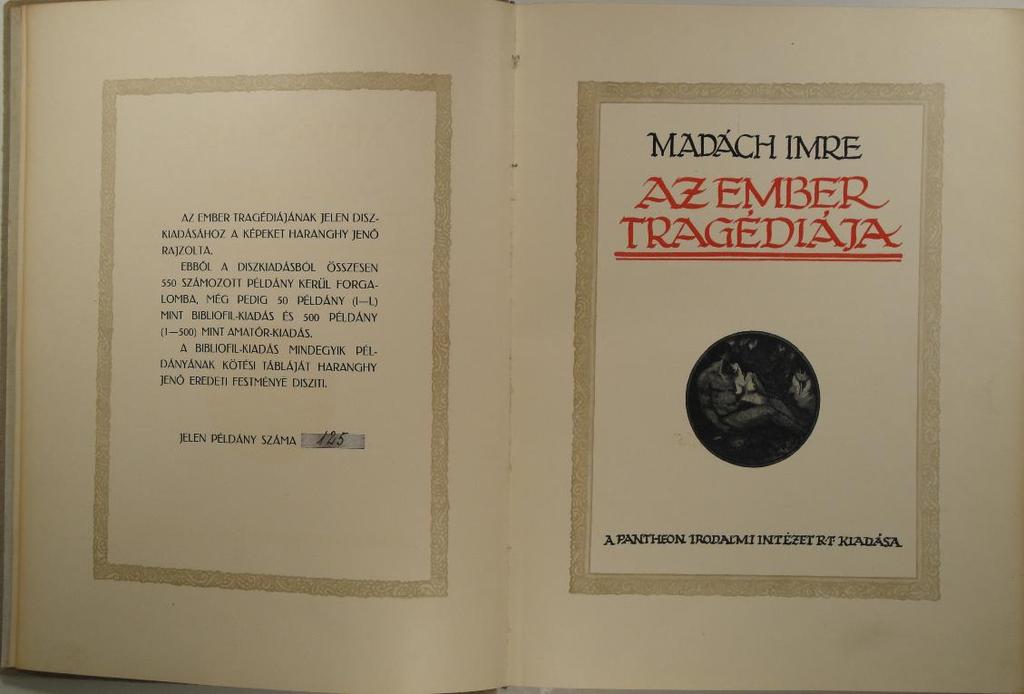 AZ EMBER TRAGÉDIÁJÁNAK JELEN DISZ-
KIADÁSÁHOZ A KÉPEKET HARANGHY JENŐ
RAJZOLTA.
EBBŐL A DISZKIADÁSBÓL ÖSSZESEN
550 SZÁMOZOTT PÉLDÁNY KERÜL FORGA-
LOMBA, MÉG PEDIG 50 PÉLDÁNY (I—L)
MINT BIBLIOFIL-KIADÁS ÉS 500 PÉLDÁNY
(1—500) MINT AMATŐR-KIADÁS.
A BIBLIOFIL-KIADÁS MINDEGYIK PÉL-
DÁNYÁNAK KÖTÉSI TÁBLÁJÁT HARANGHY
JENŐ EREDETI FESTMÉNYE DISZITI.
JELEN PÉLDÁNY SZÁMA 125
MADÁCH IMRE
AZ EMBER
TRAGÉDIÁJA
A PANTHEON IRODALMI INTÉZET R-T KIADÁSA